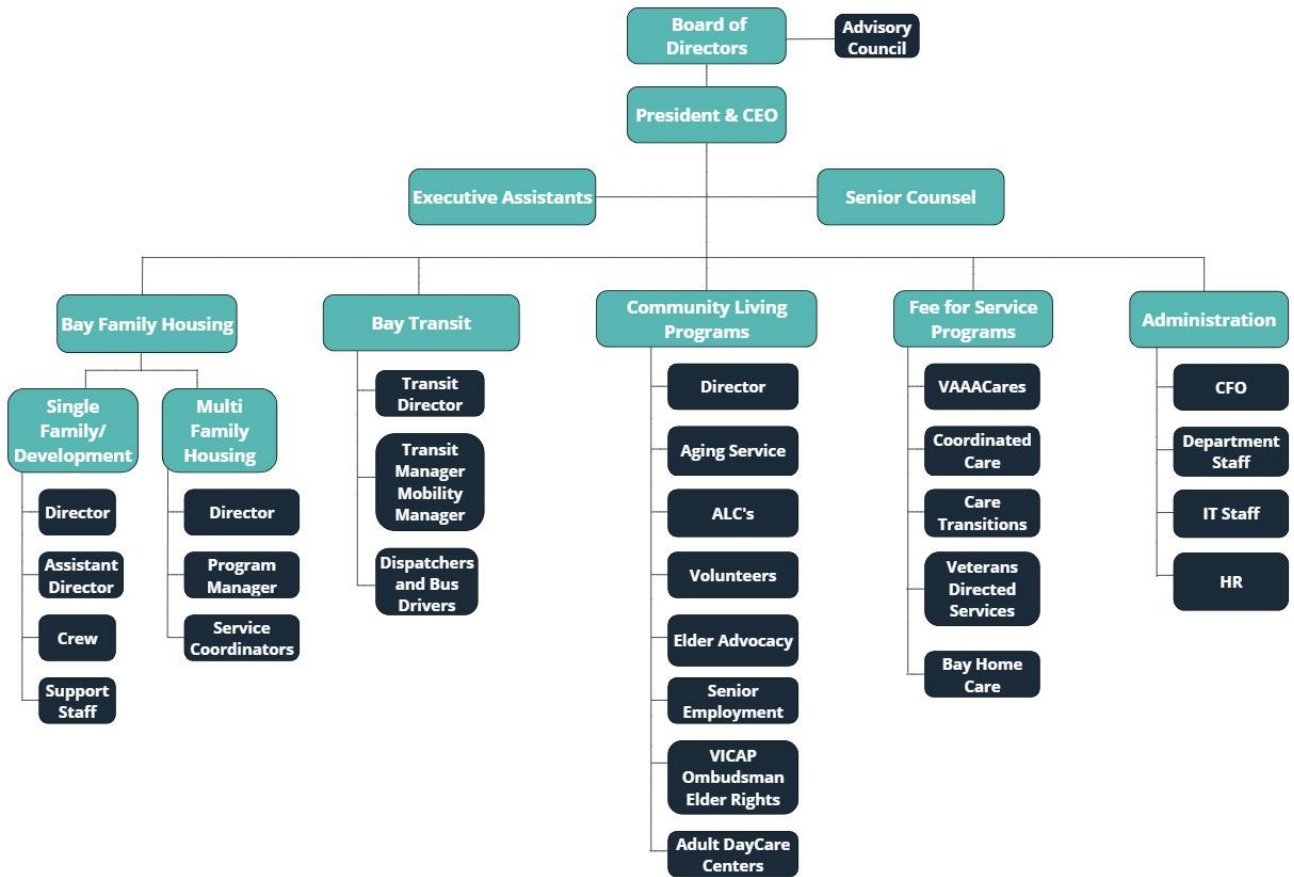 Board of
Directors
Advisory
Council
President & CEO
Executive Assistants
Senior Counsel
Bay Family Housing
Bay Transit
Community Living
Programs
Fee for Service
Programs
Administration
Single
Family/
Development
Multi
Family
Housing
Director
Assistant
Director
Crew
Support
Staff
Director
Program
Manager
Service
Coordinators
Transit
Director
Transit
Manager
Mobility
Manager
Dispatchers
and Bus
Drivers
Director
Aging Service
ALC's
Volunteers
Elder Advocacy
Senior
Employment
VICAP
Ombudsman
Elder Rights
Adult DayCare
Centers
VAAACares
Coordinated
Care
Care
Transitions
Veterans
Directed
Services
Bay Home
Care
CFO
Department
Staff
IT Staff
HR